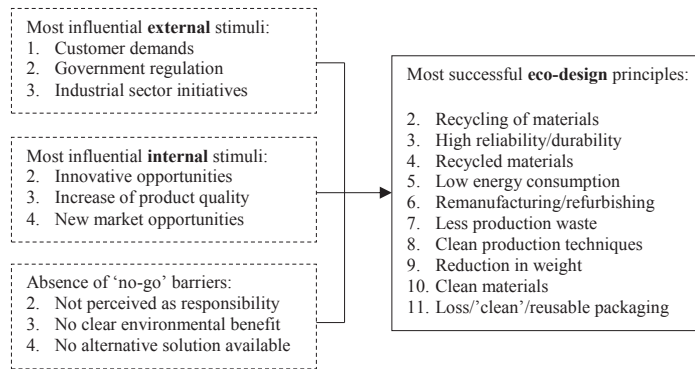 Most influential external stimuli:
1. Customer demands
2. Government regulation
3. Industrial sector initiatives
Most influential internal stimuli:
2. Innovative opportunities
3. Increase of product quality
4. New market opportunities
Absence of ‘no-go’ barriers:
2. Not perceived as responsibility
3. No clear environmental benefit
4. No alternative solution available
Most successful eco-design principles:
2. Recycling of materials
3. High reliability/durability
4. Recycled materials
5. Low energy consumption
6. Remanufacturing/refurbishing
7. Less production waste
8. Clean production techniques
9. Reduction in weight
10. Clean materials
11. Loss/’clean’/reusable packaging